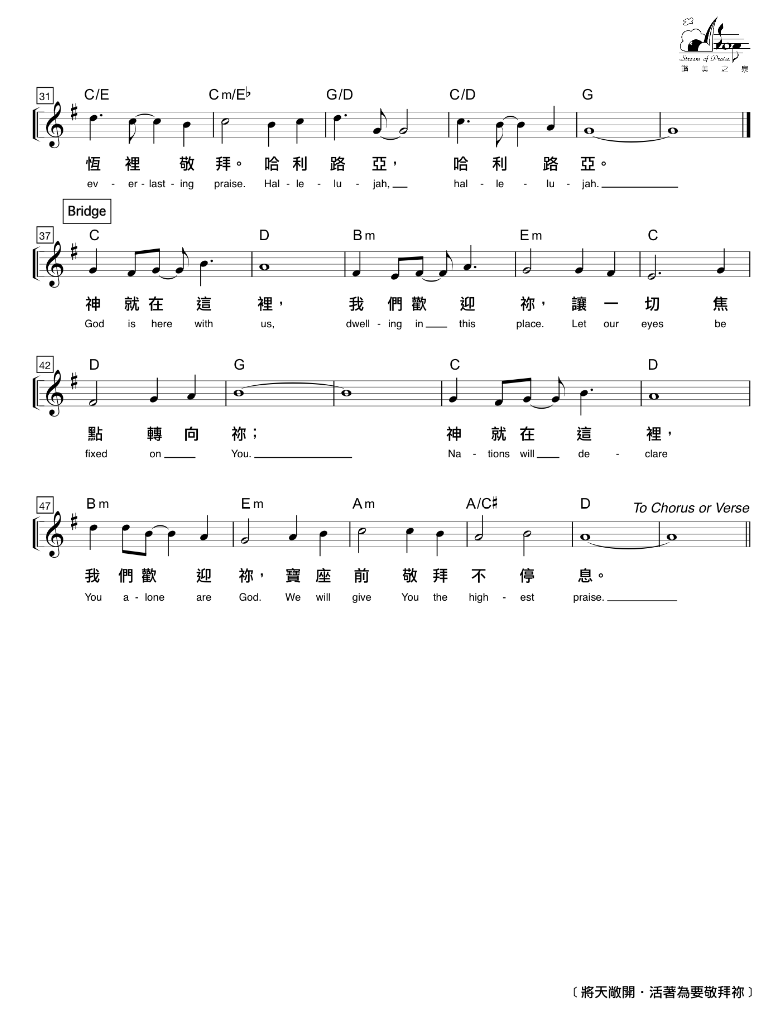 Stream of Praise
讚 美 之 泉
31 C/E Cm/E♭ G/D C/D G
恆 裡 敬 拜。哈 利 路 亞， 哈 利 路 亞。
ev - er - last - ing praise. Hal - le - lu - jah, hal - le - lu - jah.
Bridge
37 C D Bm Em C
神 就 在 這 裡， 我 們 歡 迎 祢，讓 一 切 焦
God is here with us, dwell - ing in this place. Let our eyes be
42 D G C D
點 轉 向 祢； 神 就 在 這 裡，
fixed on You. Na - tions will de - clare
47 Bm Em Am A/C♯ D To Chorus or Verse
我 們 歡 迎 祢，寶 座 前 敬 拜 不 停 息。
You a - lone are God. We will give You the high - est praise.
〔將天敞開．活著為要敬拜祢〕